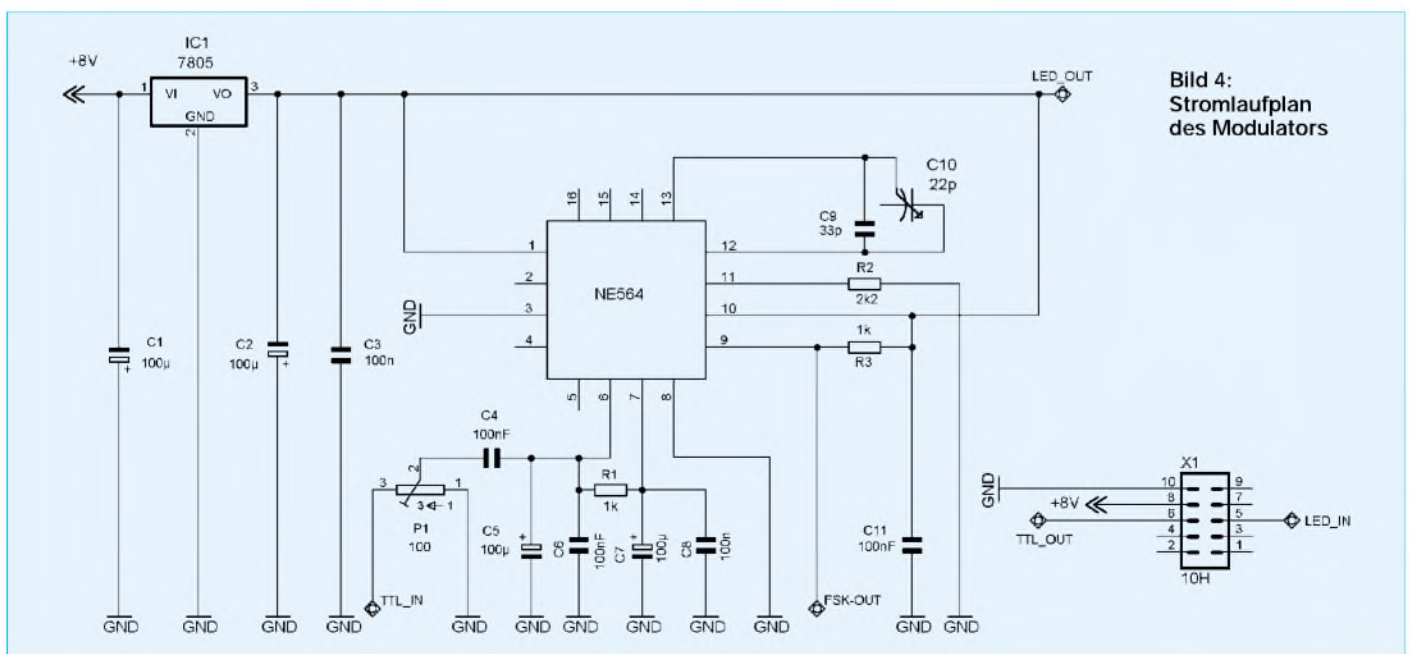 IC1
7805
+8V
1
VI
VO
3
GND
2
LED_OUT
Bild 4:
Stromlaufplan
des Modulators
C10
22p
16
15
14
13
C9
33p
1
12
R2
2
11
2k2
NE564
GND
3
10
1k
4
9
R3
C1
100µ
+
C2
100µ
+
C3
100n
5
6
7
8
C4
100nF
2
3
1
3
1
P1
100
R1
1k
C5
100µ
+
C6
100nF
C7
+
100µ
C8
100n
C11
100nF
TTL_IN
FSK-OUT
GND
GND
GND
GND
GND
GND
GND
GND
GND
GND
GND
GND
X1
GND
10
9
+8V
8
7
6
5
LED_IN
TTL_OUT
4
3
2
1
10H